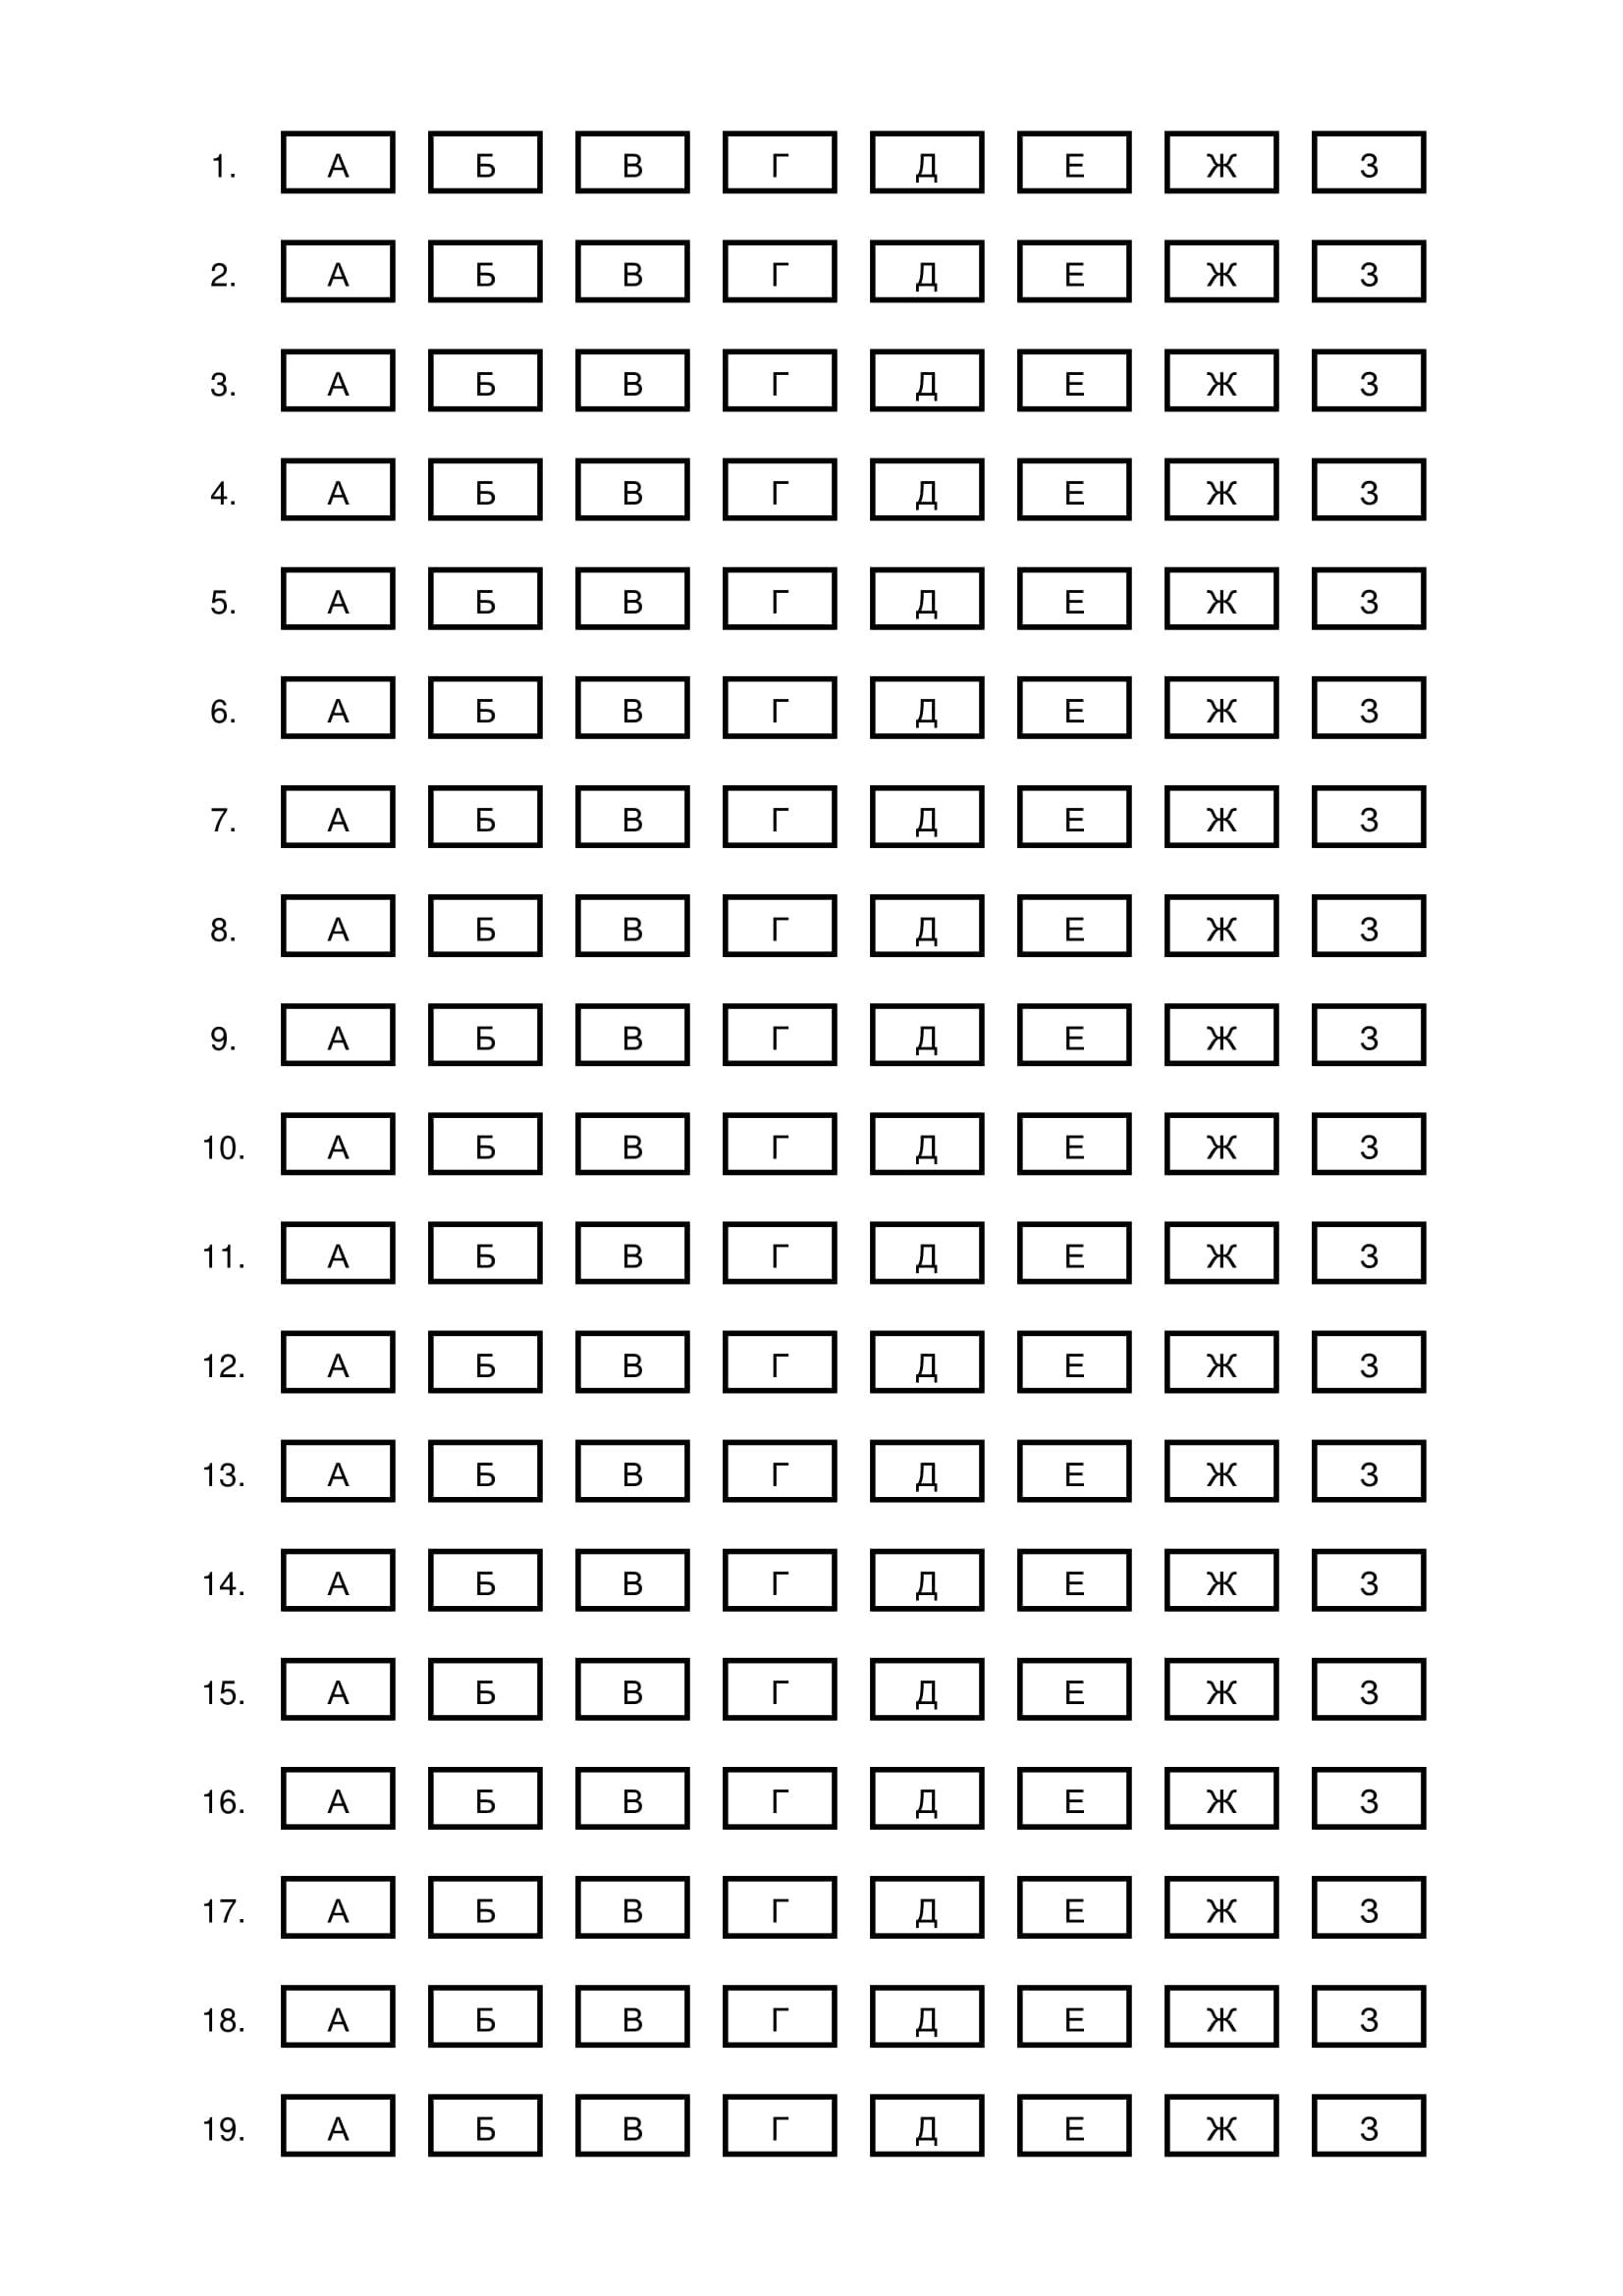 1. А Б В Г Д Е Ж З
2. А Б В Г Д Е Ж З
3. А Б В Г Д Е Ж З
4. А Б В Г Д Е Ж З
5. А Б В Г Д Е Ж З
6. А Б В Г Д Е Ж З
7. А Б В Г Д Е Ж З
8. А Б В Г Д Е Ж З
9. А Б В Г Д Е Ж З
10. А Б В Г Д Е Ж З
11. А Б В Г Д Е Ж З
12. А Б В Г Д Е Ж З
13. А Б В Г Д Е Ж З
14. А Б В Г Д Е Ж З
15. А Б В Г Д Е Ж З
16. А Б В Г Д Е Ж З
17. А Б В Г Д Е Ж З
18. А Б В Г Д Е Ж З
19. А Б В Г Д Е Ж З